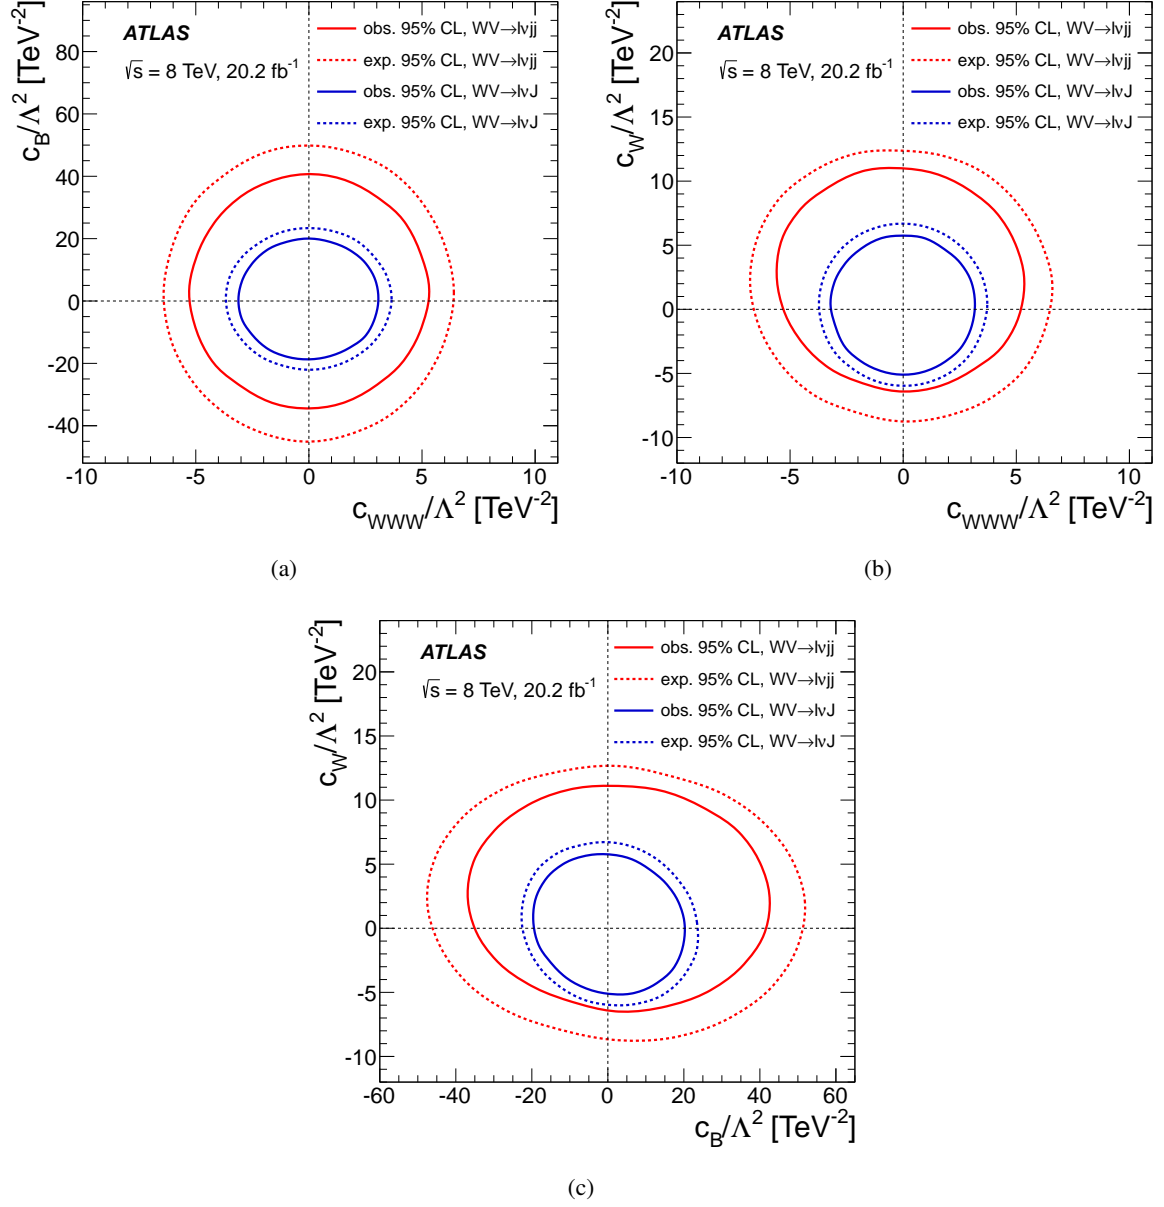 ATLAS
√s = 8 TeV, 20.2 fb⁻¹
obs. 95% CL, WV→lνjj
exp. 95% CL, WV→lνjj
obs. 95% CL, WV→lνJ
exp. 95% CL, WV→lνJ
c_B/Λ² [TeV⁻²]
80
60
40
20
0
-20
-40
-10 -5 0 5 10
c_WWW/Λ² [TeV⁻²]
(a)
ATLAS
√s = 8 TeV, 20.2 fb⁻¹
obs. 95% CL, WV→lνjj
exp. 95% CL, WV→lνjj
obs. 95% CL, WV→lνJ
exp. 95% CL, WV→lνJ
c_W/Λ² [TeV⁻²]
20
15
10
5
0
-5
-10
-10 -5 0 5 10
c_WWW/Λ² [TeV⁻²]
(b)
ATLAS
√s = 8 TeV, 20.2 fb⁻¹
obs. 95% CL, WV→lνjj
exp. 95% CL, WV→lνjj
obs. 95% CL, WV→lνJ
exp. 95% CL, WV→lνJ
c_W/Λ² [TeV⁻²]
20
15
10
5
0
-5
-10
-60 -40 -20 0 20 40 60
c_B/Λ² [TeV⁻²]
(c)